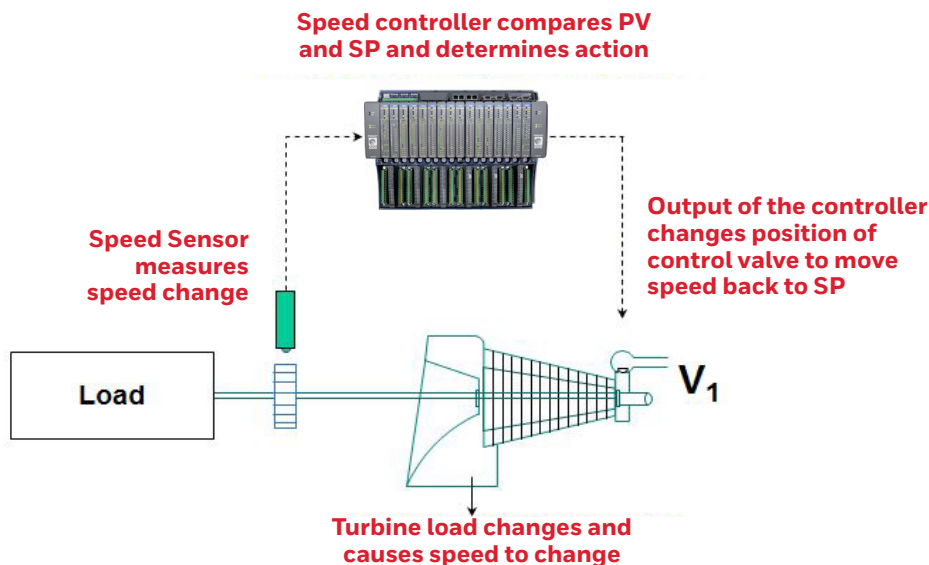 Speed controller compares PV
and SP and determines action
Speed Sensor
measures
speed change
Output of the controller
changes position of
control valve to move
speed back to SP
Load
V1
Turbine load changes and
causes speed to change